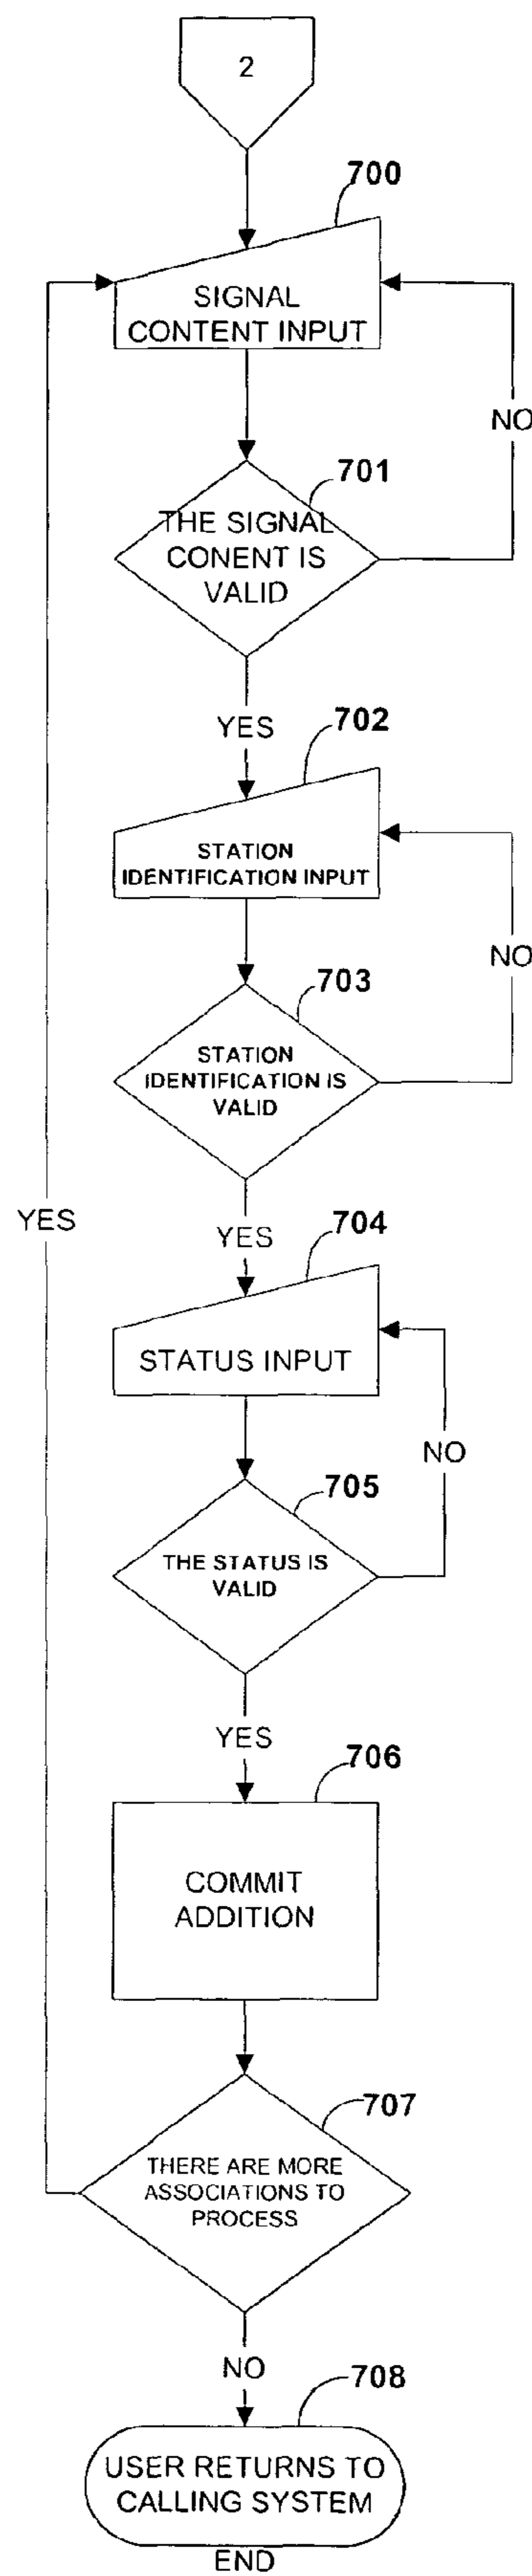 2
700
SIGNAL
CONTENT INPUT
NO
701
THE SIGNAL
CONENT IS
VALID
YES
702
STATION
IDENTIFICATION INPUT
NO
703
STATION
IDENTIFICATION IS
VALID
YES
YES
704
STATUS INPUT
NO
705
THE STATUS IS
VALID
YES
706
COMMIT
ADDITION
707
THERE ARE MORE
ASSOCIATIONS TO
PROCESS
NO
708
USER RETURNS TO
CALLING SYSTEM
END